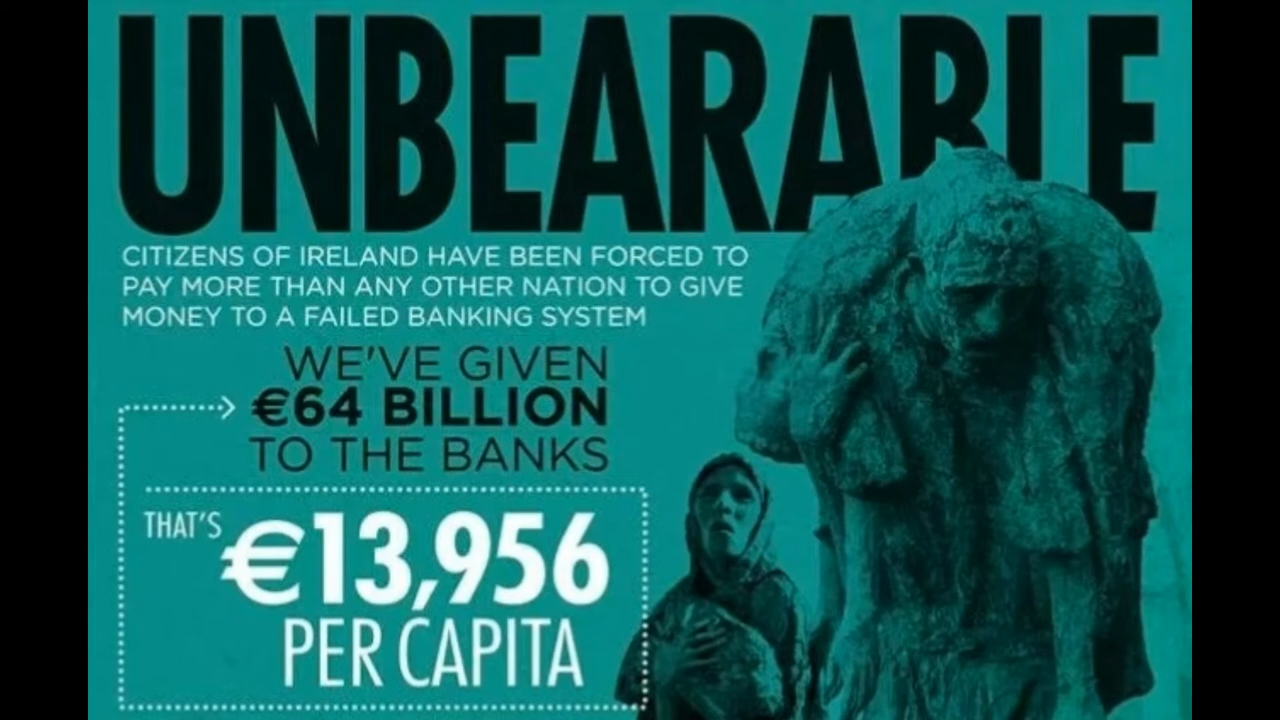 UNBEARABLE
CITIZENS OF IRELAND HAVE BEEN FORCED TO
PAY MORE THAN ANY OTHER NATION TO GIVE
MONEY TO A FAILED BANKING SYSTEM
WE'VE GIVEN
€64 BILLION
TO THE BANKS
THAT'S €13,956
PER CAPITA